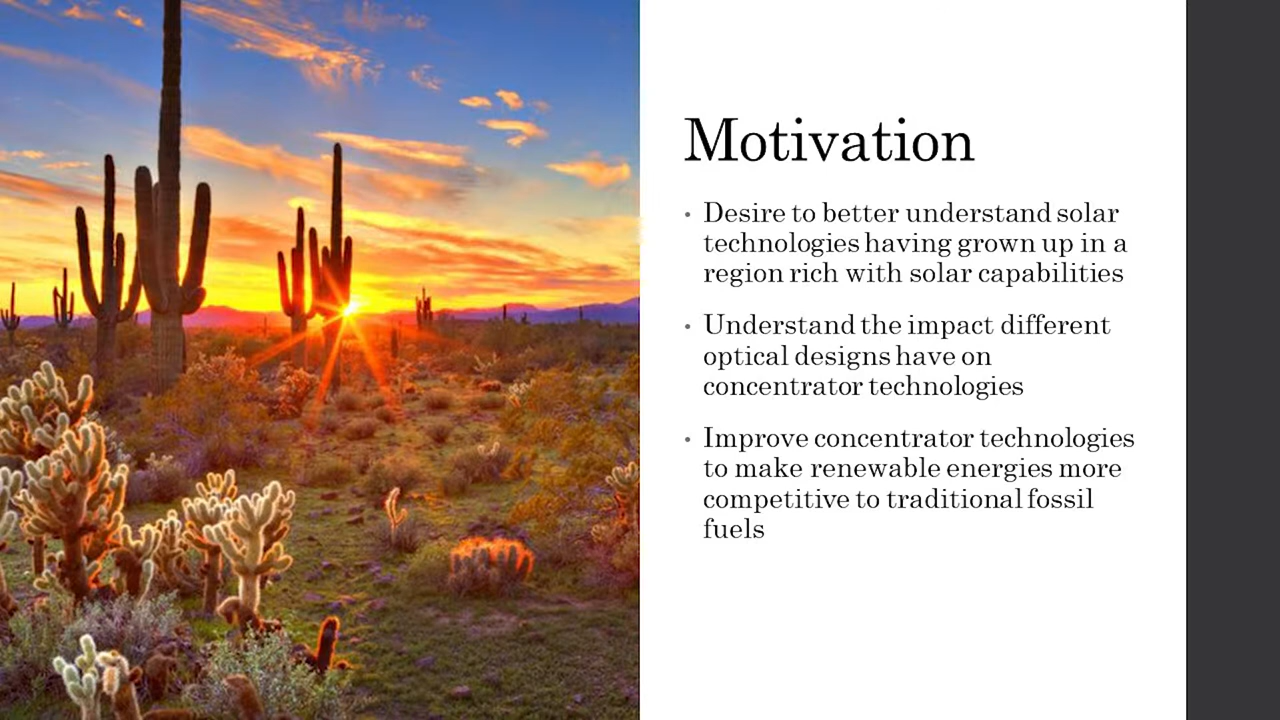 Motivation
• Desire to better understand solar
technologies having grown up in a
region rich with solar capabilities
• Understand the impact different
optical designs have on
concentrator technologies
• Improve concentrator technologies
to make renewable energies more
competitive to traditional fossil
fuels